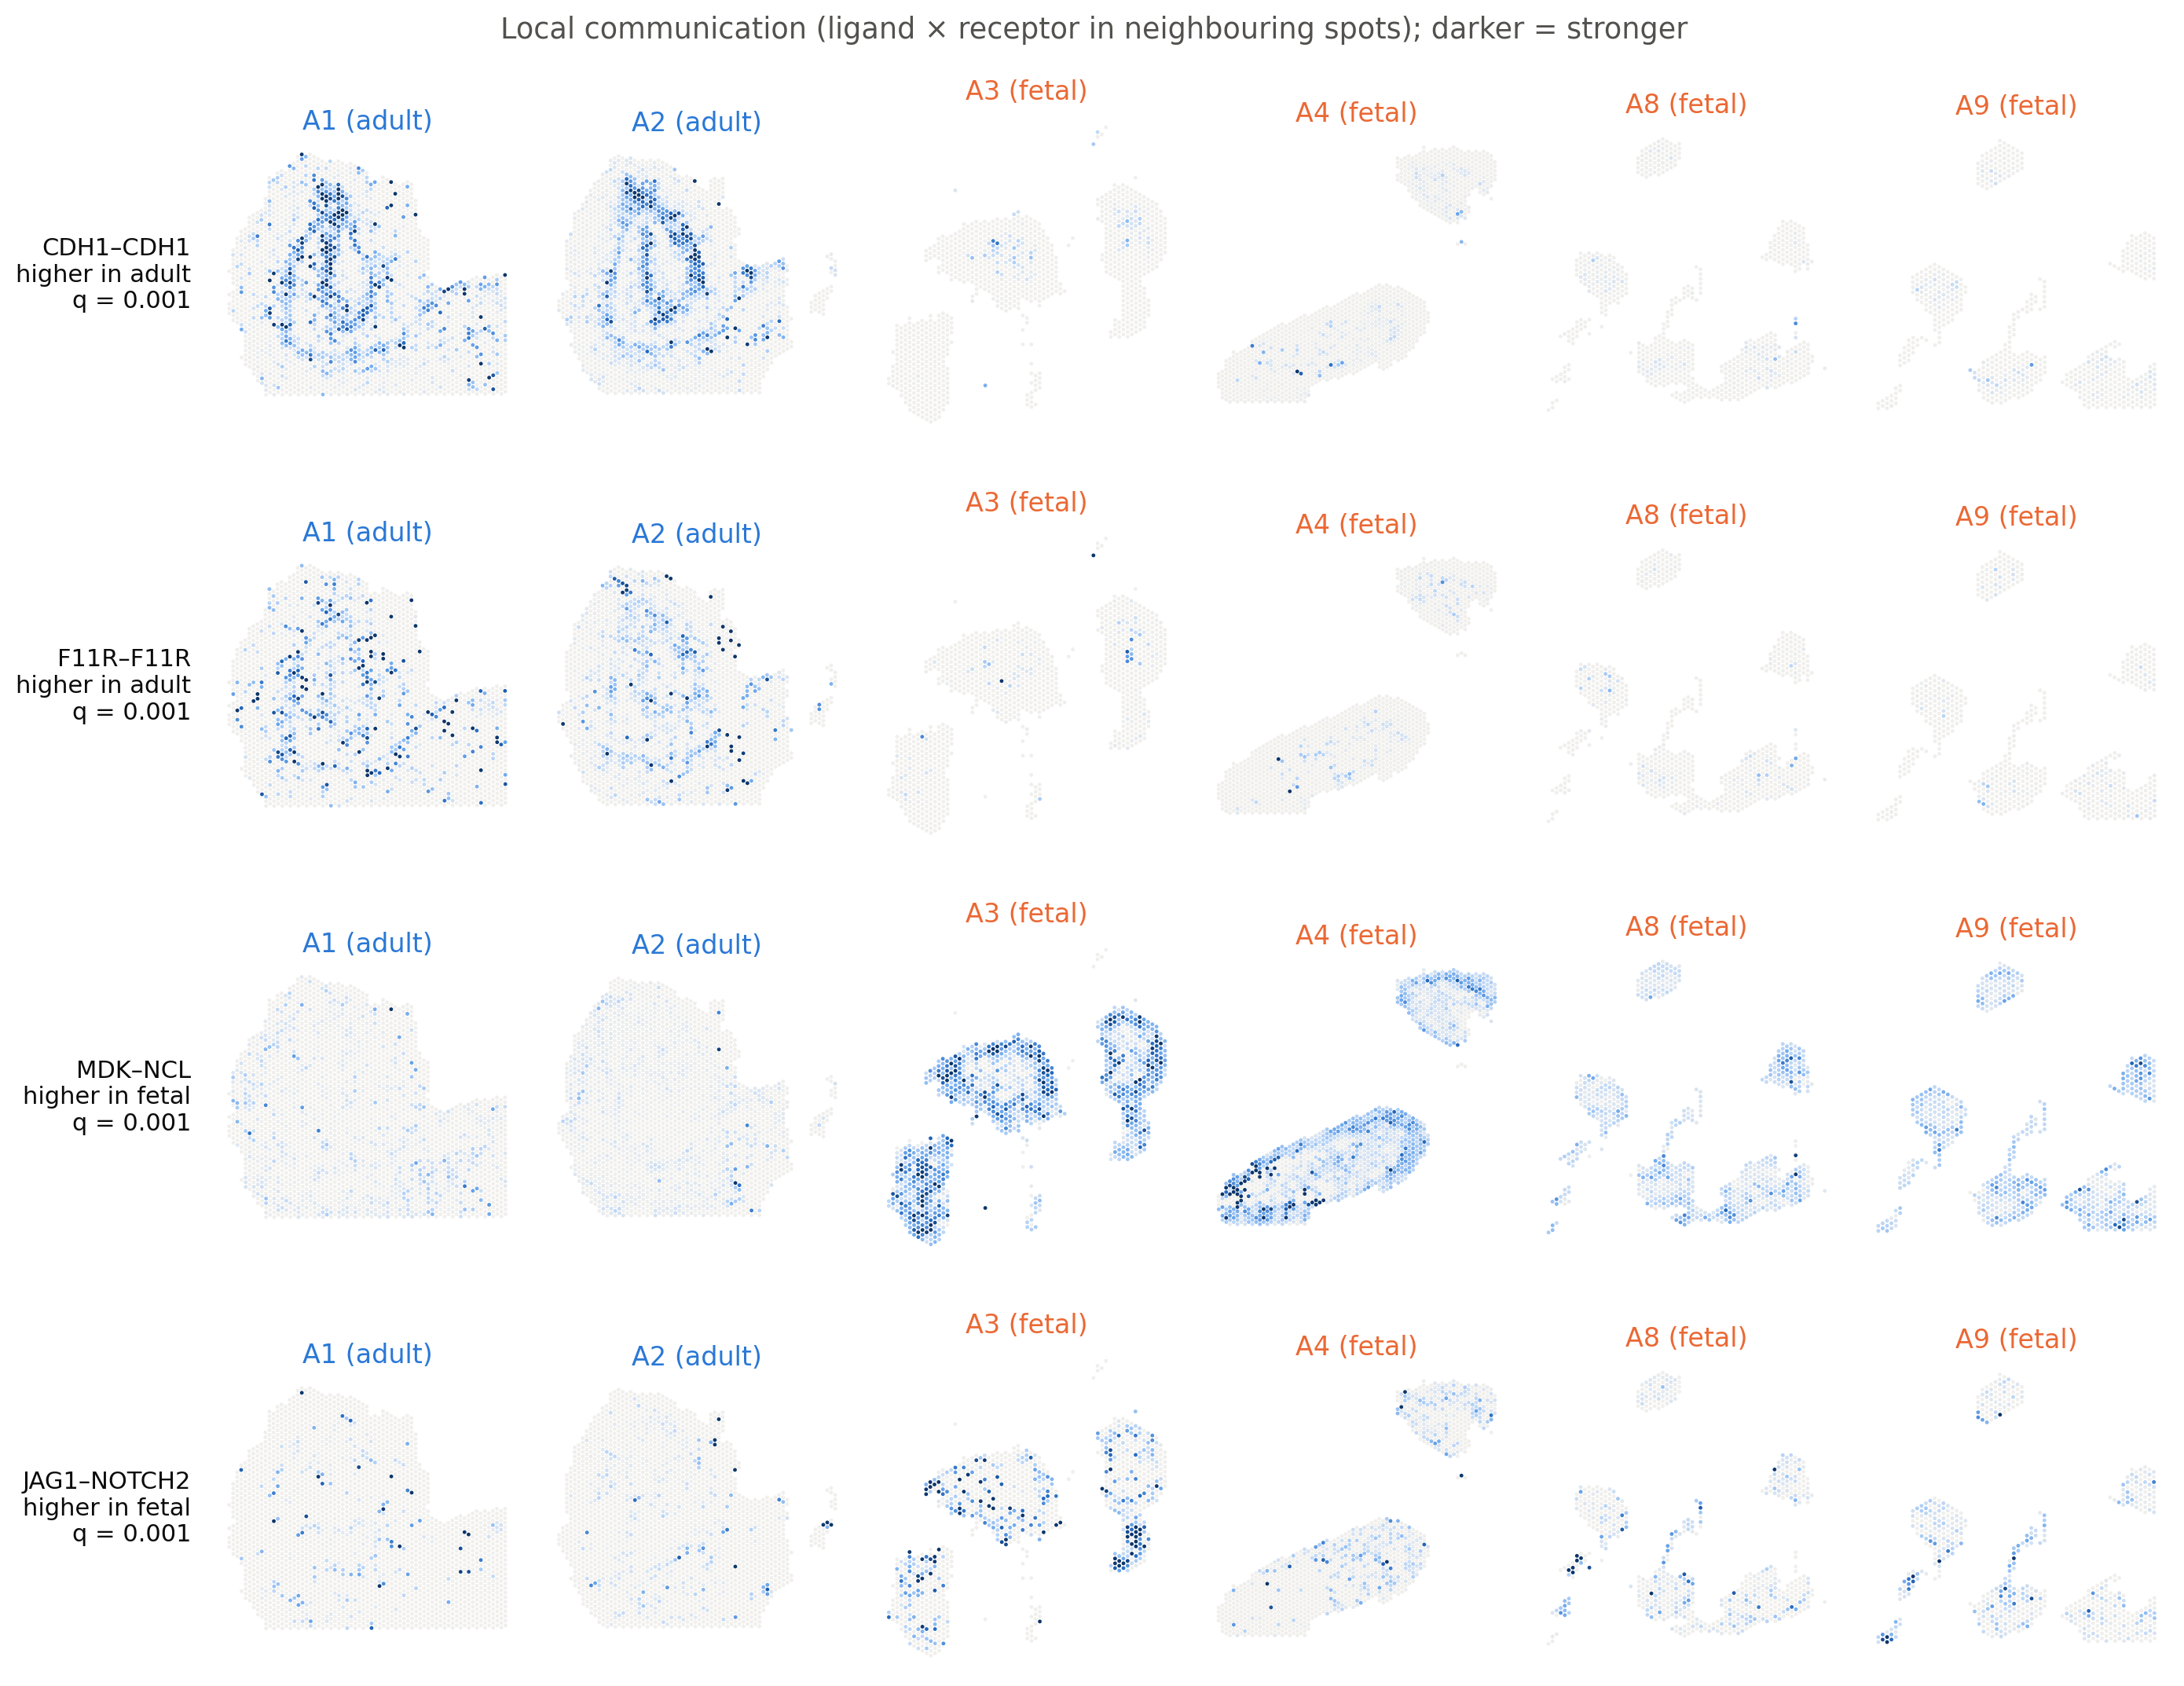 Local communication (ligand × receptor in neighbouring spots); darker = stronger
A1 (adult)
A2 (adult)
A3 (fetal)
A4 (fetal)
A8 (fetal)
A9 (fetal)
CDH1–CDH1
higher in adult
q = 0.001
A1 (adult)
A2 (adult)
A3 (fetal)
A4 (fetal)
A8 (fetal)
A9 (fetal)
F11R–F11R
higher in adult
q = 0.001
A1 (adult)
A2 (adult)
A3 (fetal)
A4 (fetal)
A8 (fetal)
A9 (fetal)
MDK–NCL
higher in fetal
q = 0.001
A1 (adult)
A2 (adult)
A3 (fetal)
A4 (fetal)
A8 (fetal)
A9 (fetal)
JAG1–NOTCH2
higher in fetal
q = 0.001